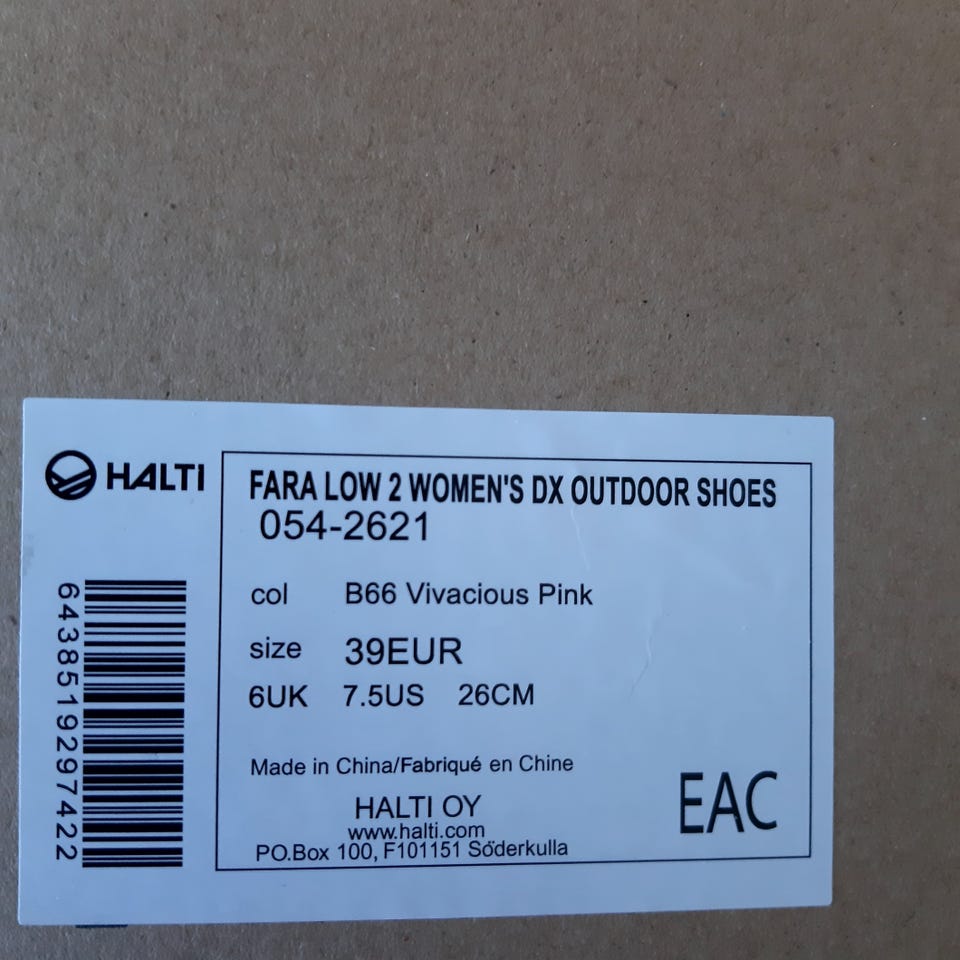 HALTI
FARA LOW 2 WOMEN'S DX OUTDOOR SHOES
054-2621
col B66 Vivacious Pink
size 39EUR
6UK 7.5US 26CM
Made in China/Fabriqué en Chine
HALTI OY
www.halti.com
PO.Box 100, F101151 Söderkulla
EAC
6438519297422